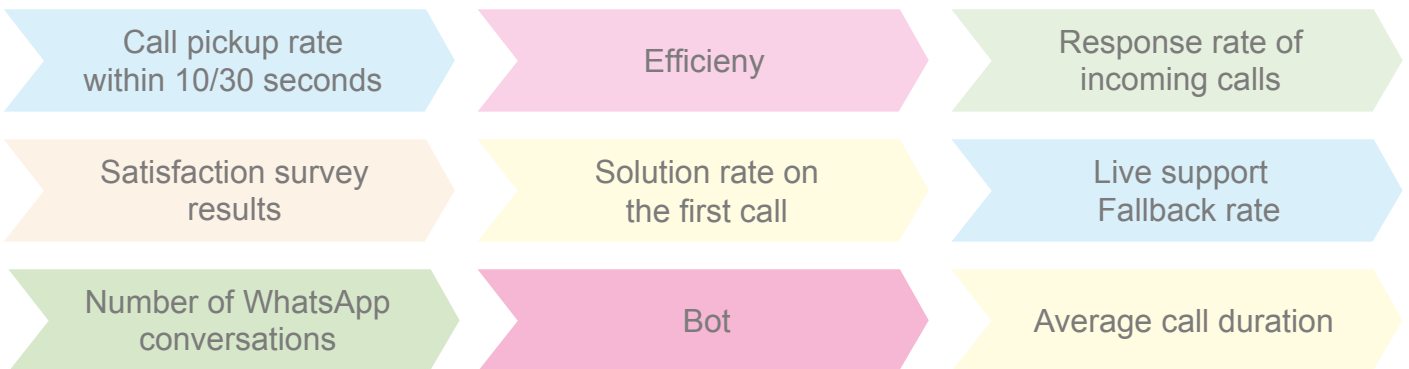 Call pickup rate
within 10/30 seconds
Efficieny
Response rate of
incoming calls
Satisfaction survey
results
Solution rate on
the first call
Live support
Fallback rate
Number of WhatsApp
conversations
Bot
Average call duration